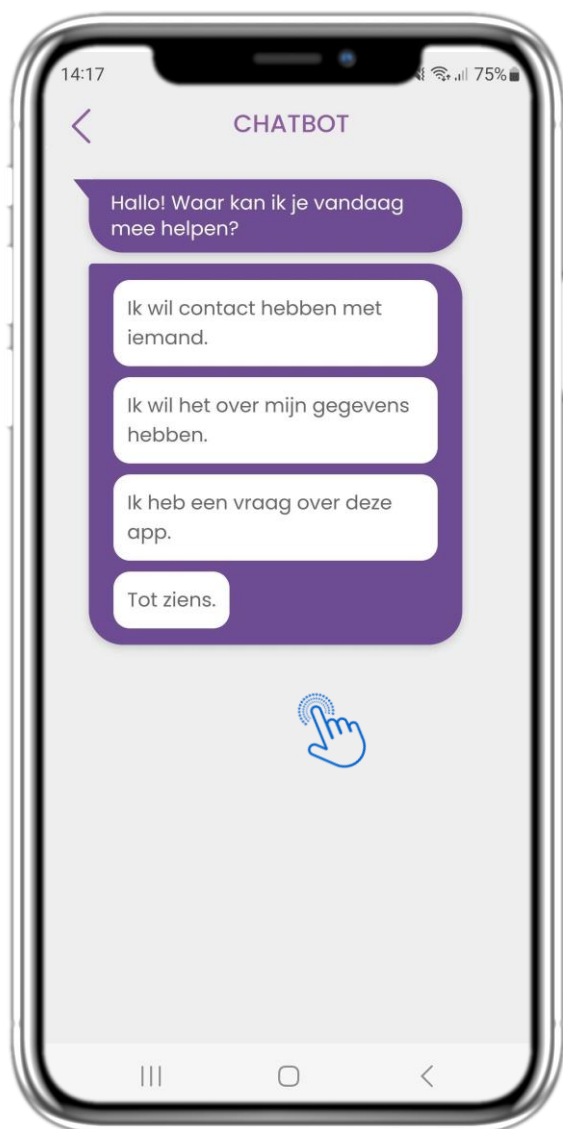 14:17
75%
CHATBOT
Hallo! Waar kan ik je vandaag
mee helpen?
Ik wil contact hebben met
iemand.
Ik wil het over mijn gegevens
hebben.
Ik heb een vraag over deze
app.
Tot ziens.